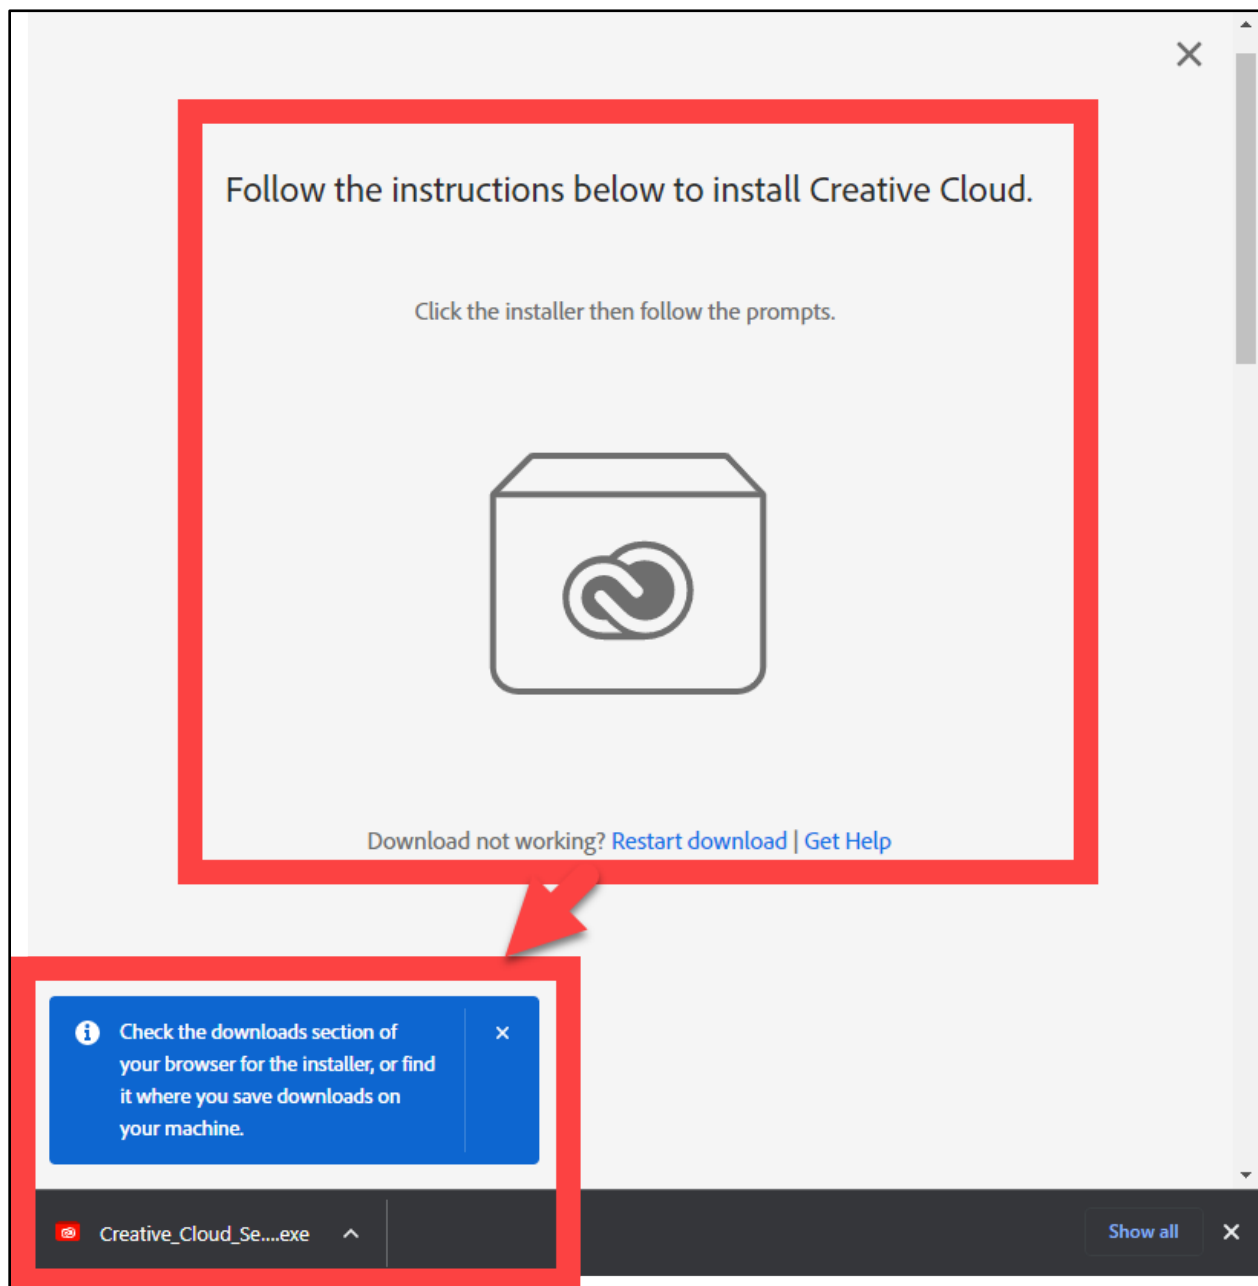 Follow the instructions below to install Creative Cloud.
Click the installer then follow the prompts.
Download not working? Restart download | Get Help
Check the downloads section of
your browser for the installer, or find
it where you save downloads on
your machine.
Creative_Cloud_Se....exe
Show all